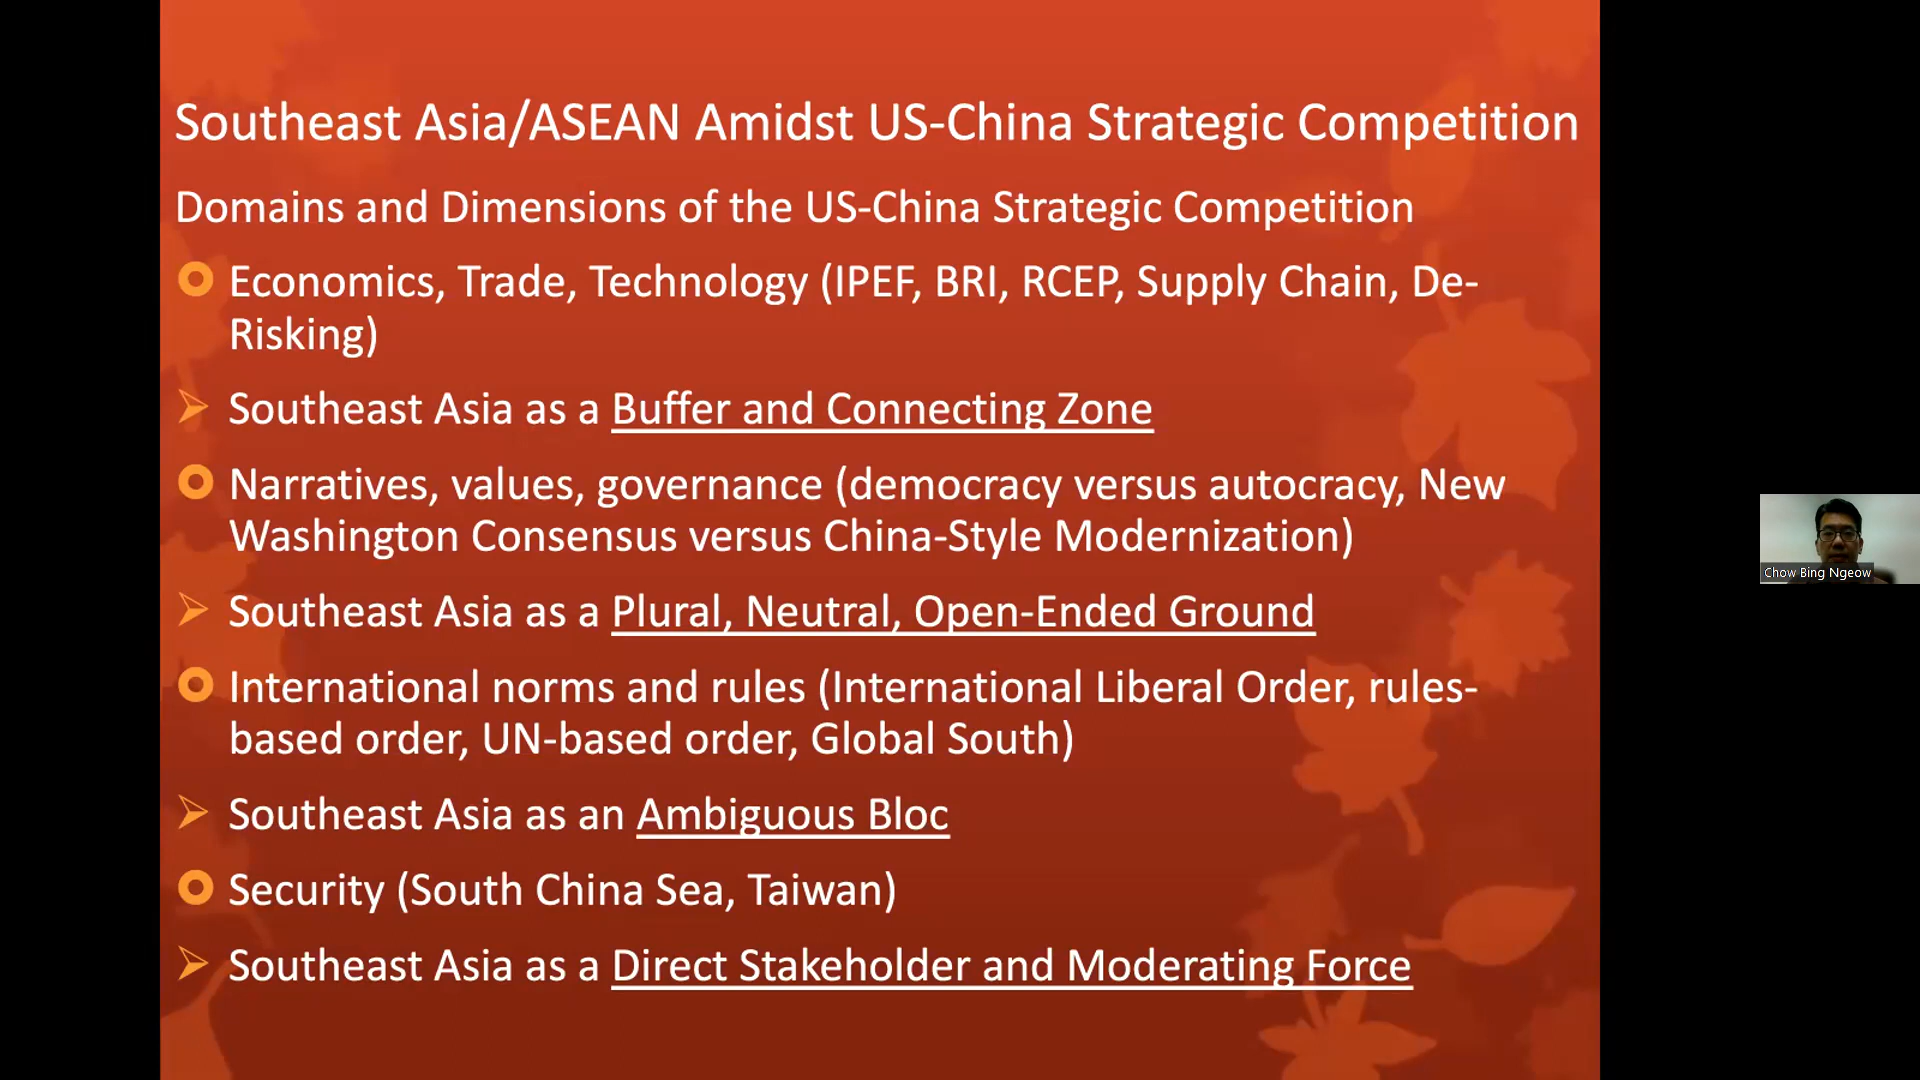 Southeast Asia/ASEAN Amidst US-China Strategic Competition
Domains and Dimensions of the US-China Strategic Competition
Economics, Trade, Technology (IPEF, BRI, RCEP, Supply Chain, De-
Risking)
Southeast Asia as a Buffer and Connecting Zone
Narratives, values, governance (democracy versus autocracy, New
Washington Consensus versus China-Style Modernization)
Southeast Asia as a Plural, Neutral, Open-Ended Ground
International norms and rules (International Liberal Order, rules-
based order, UN-based order, Global South)
Southeast Asia as an Ambiguous Bloc
Security (South China Sea, Taiwan)
Southeast Asia as a Direct Stakeholder and Moderating Force
Chow Bing Ngeow